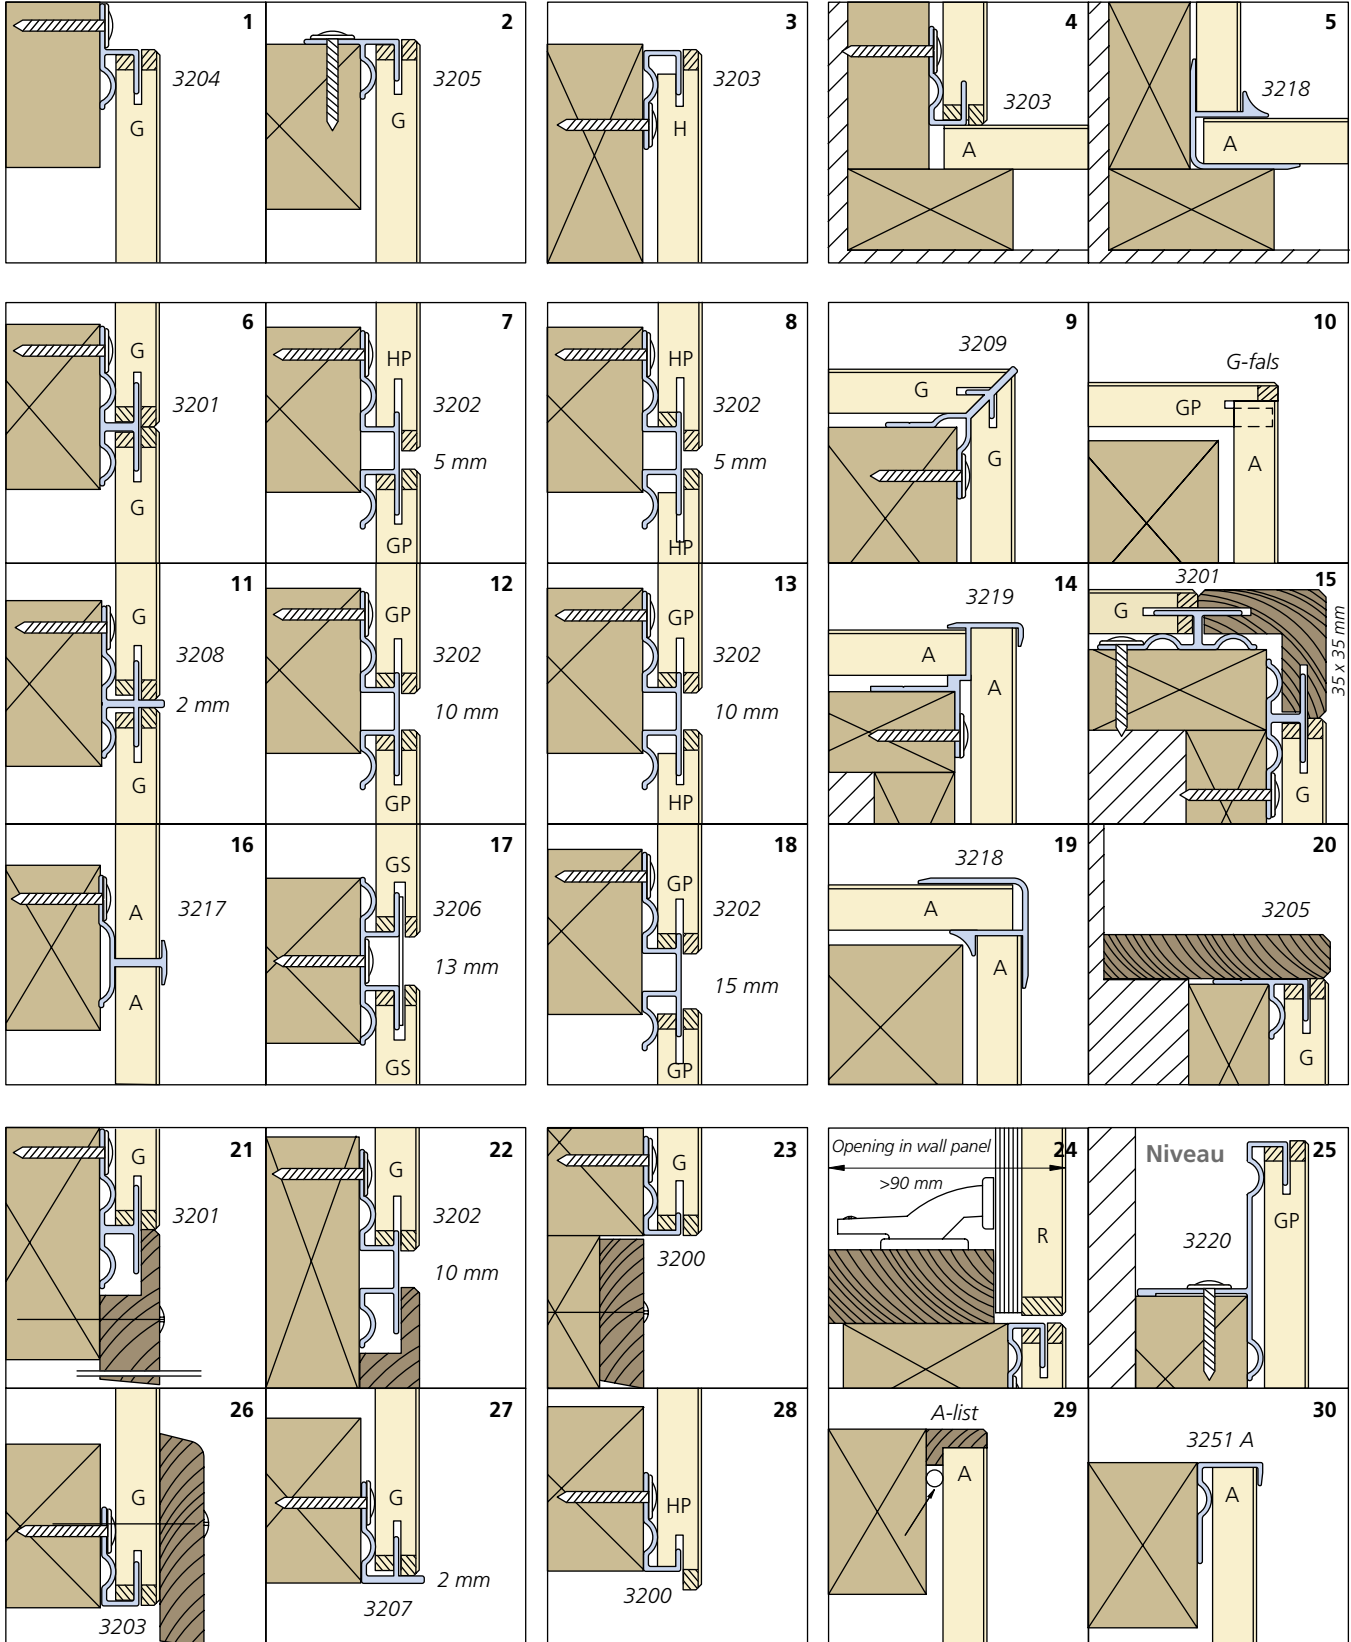 1
3204
G
2
3205
G
3
3203
H
4
3203
A
5
3218
A
6
G
3201
G
7
HP
3202
5 mm
GP
8
HP
3202
5 mm
HP
9
3209
G
G
10
G-fals
GP
A
11
G
3208
2 mm
G
12
GP
3202
10 mm
GP
13
GP
3202
10 mm
HP
14
3219
A
A
3201
15
G
35 x 35 mm
G
16
A
3217
A
17
GS
3206
13 mm
GS
18
GP
3202
15 mm
GP
19
3218
A
A
20
3205
G
21
G
3201
22
G
3202
10 mm
23
G
3200
Opening in wall panel
24
>90 mm
R
Niveau
25
GP
3220
26
G
3203
27
G
2 mm
3207
28
HP
3200
A-list
29
A
30
3251 A
A